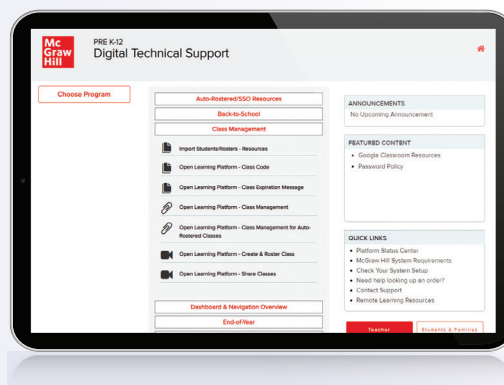 Mc
Graw
Hill
PRE K-12
Digital Technical Support
Choose Program
Auto-Rostered/SSO Resources
Back-to-School
Class Management
Import Students/Rosters - Resources
Open Learning Platform - Class Code
Open Learning Platform - Class Expiration Message
Open Learning Platform - Class Management
Open Learning Platform - Class Management for Auto-
Rostered Classes
Open Learning Platform - Create & Roster Class
Open Learning Platform - Share Classes
Dashboard & Navigation Overview
End-of-Year
ANNOUNCEMENTS
No Upcoming Announcement
FEATURED CONTENT
• Google Classroom Resources
• Password Policy
QUICK LINKS
• Platform Status Center
• McGraw Hill System Requirements
• Check Your System Setup
• Need help looking up an order?
• Contact Support
• Remote Learning Resources
Teacher
Students & Families